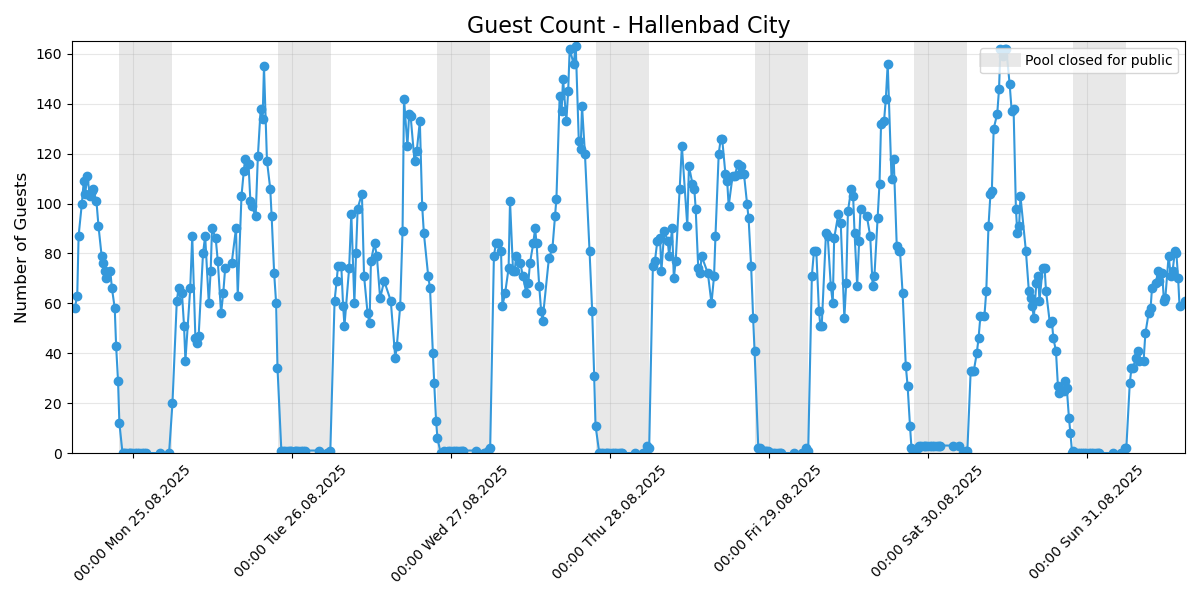 Guest Count - Hallenbad City
Pool closed for public
Number of Guests
160
140
120
100
80
60
40
20
0
00:00 Mon 25.08.2025
00:00 Tue 26.08.2025
00:00 Wed 27.08.2025
00:00 Thu 28.08.2025
00:00 Fri 29.08.2025
00:00 Sat 30.08.2025
00:00 Sun 31.08.2025